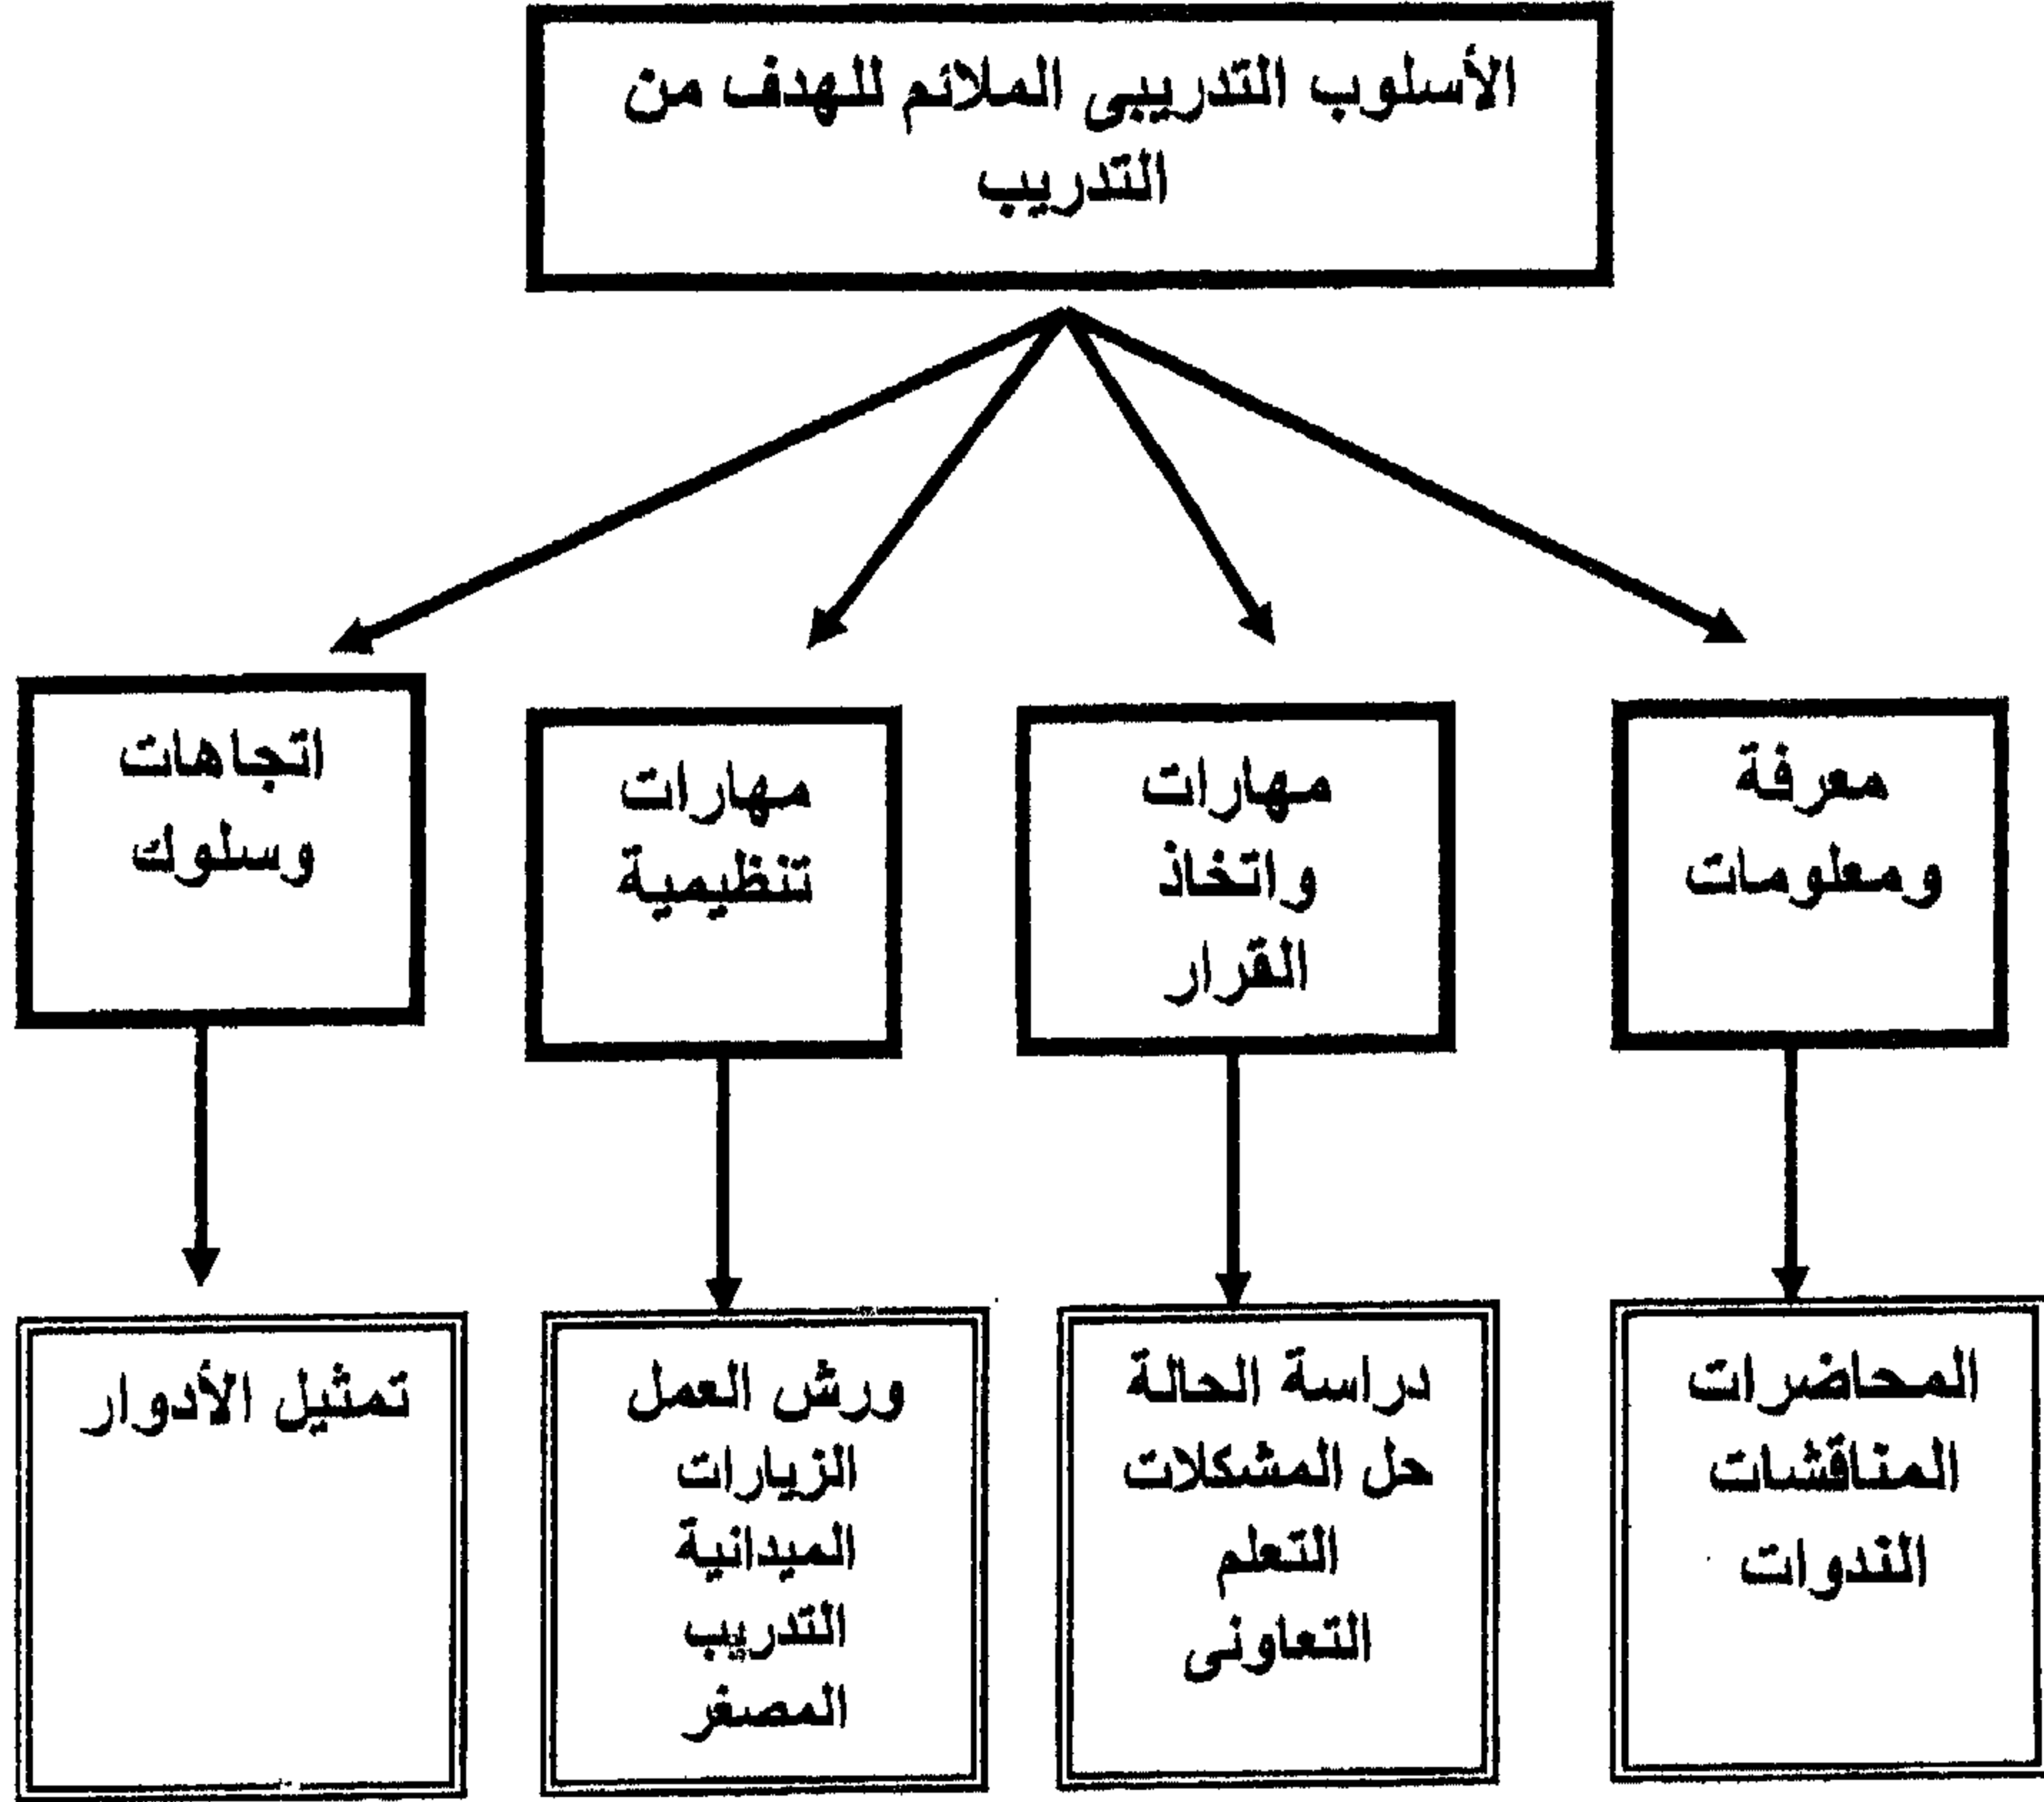 الأسلوب التدريبى الملائم للهدف من
التدريب
معرفة
ومعلومات
مهارات
واتخاذ
القرار
مهارات
تنظيمية
اتجاهات
وسلوك
المحاضرات
المناقشات
الندوات
دراسة الحالة
حل المشكلات
التعلم
التعاونى
ورش العمل
الزيارات
الميدانية
التدريب
المصغر
تمثيل الأدوار